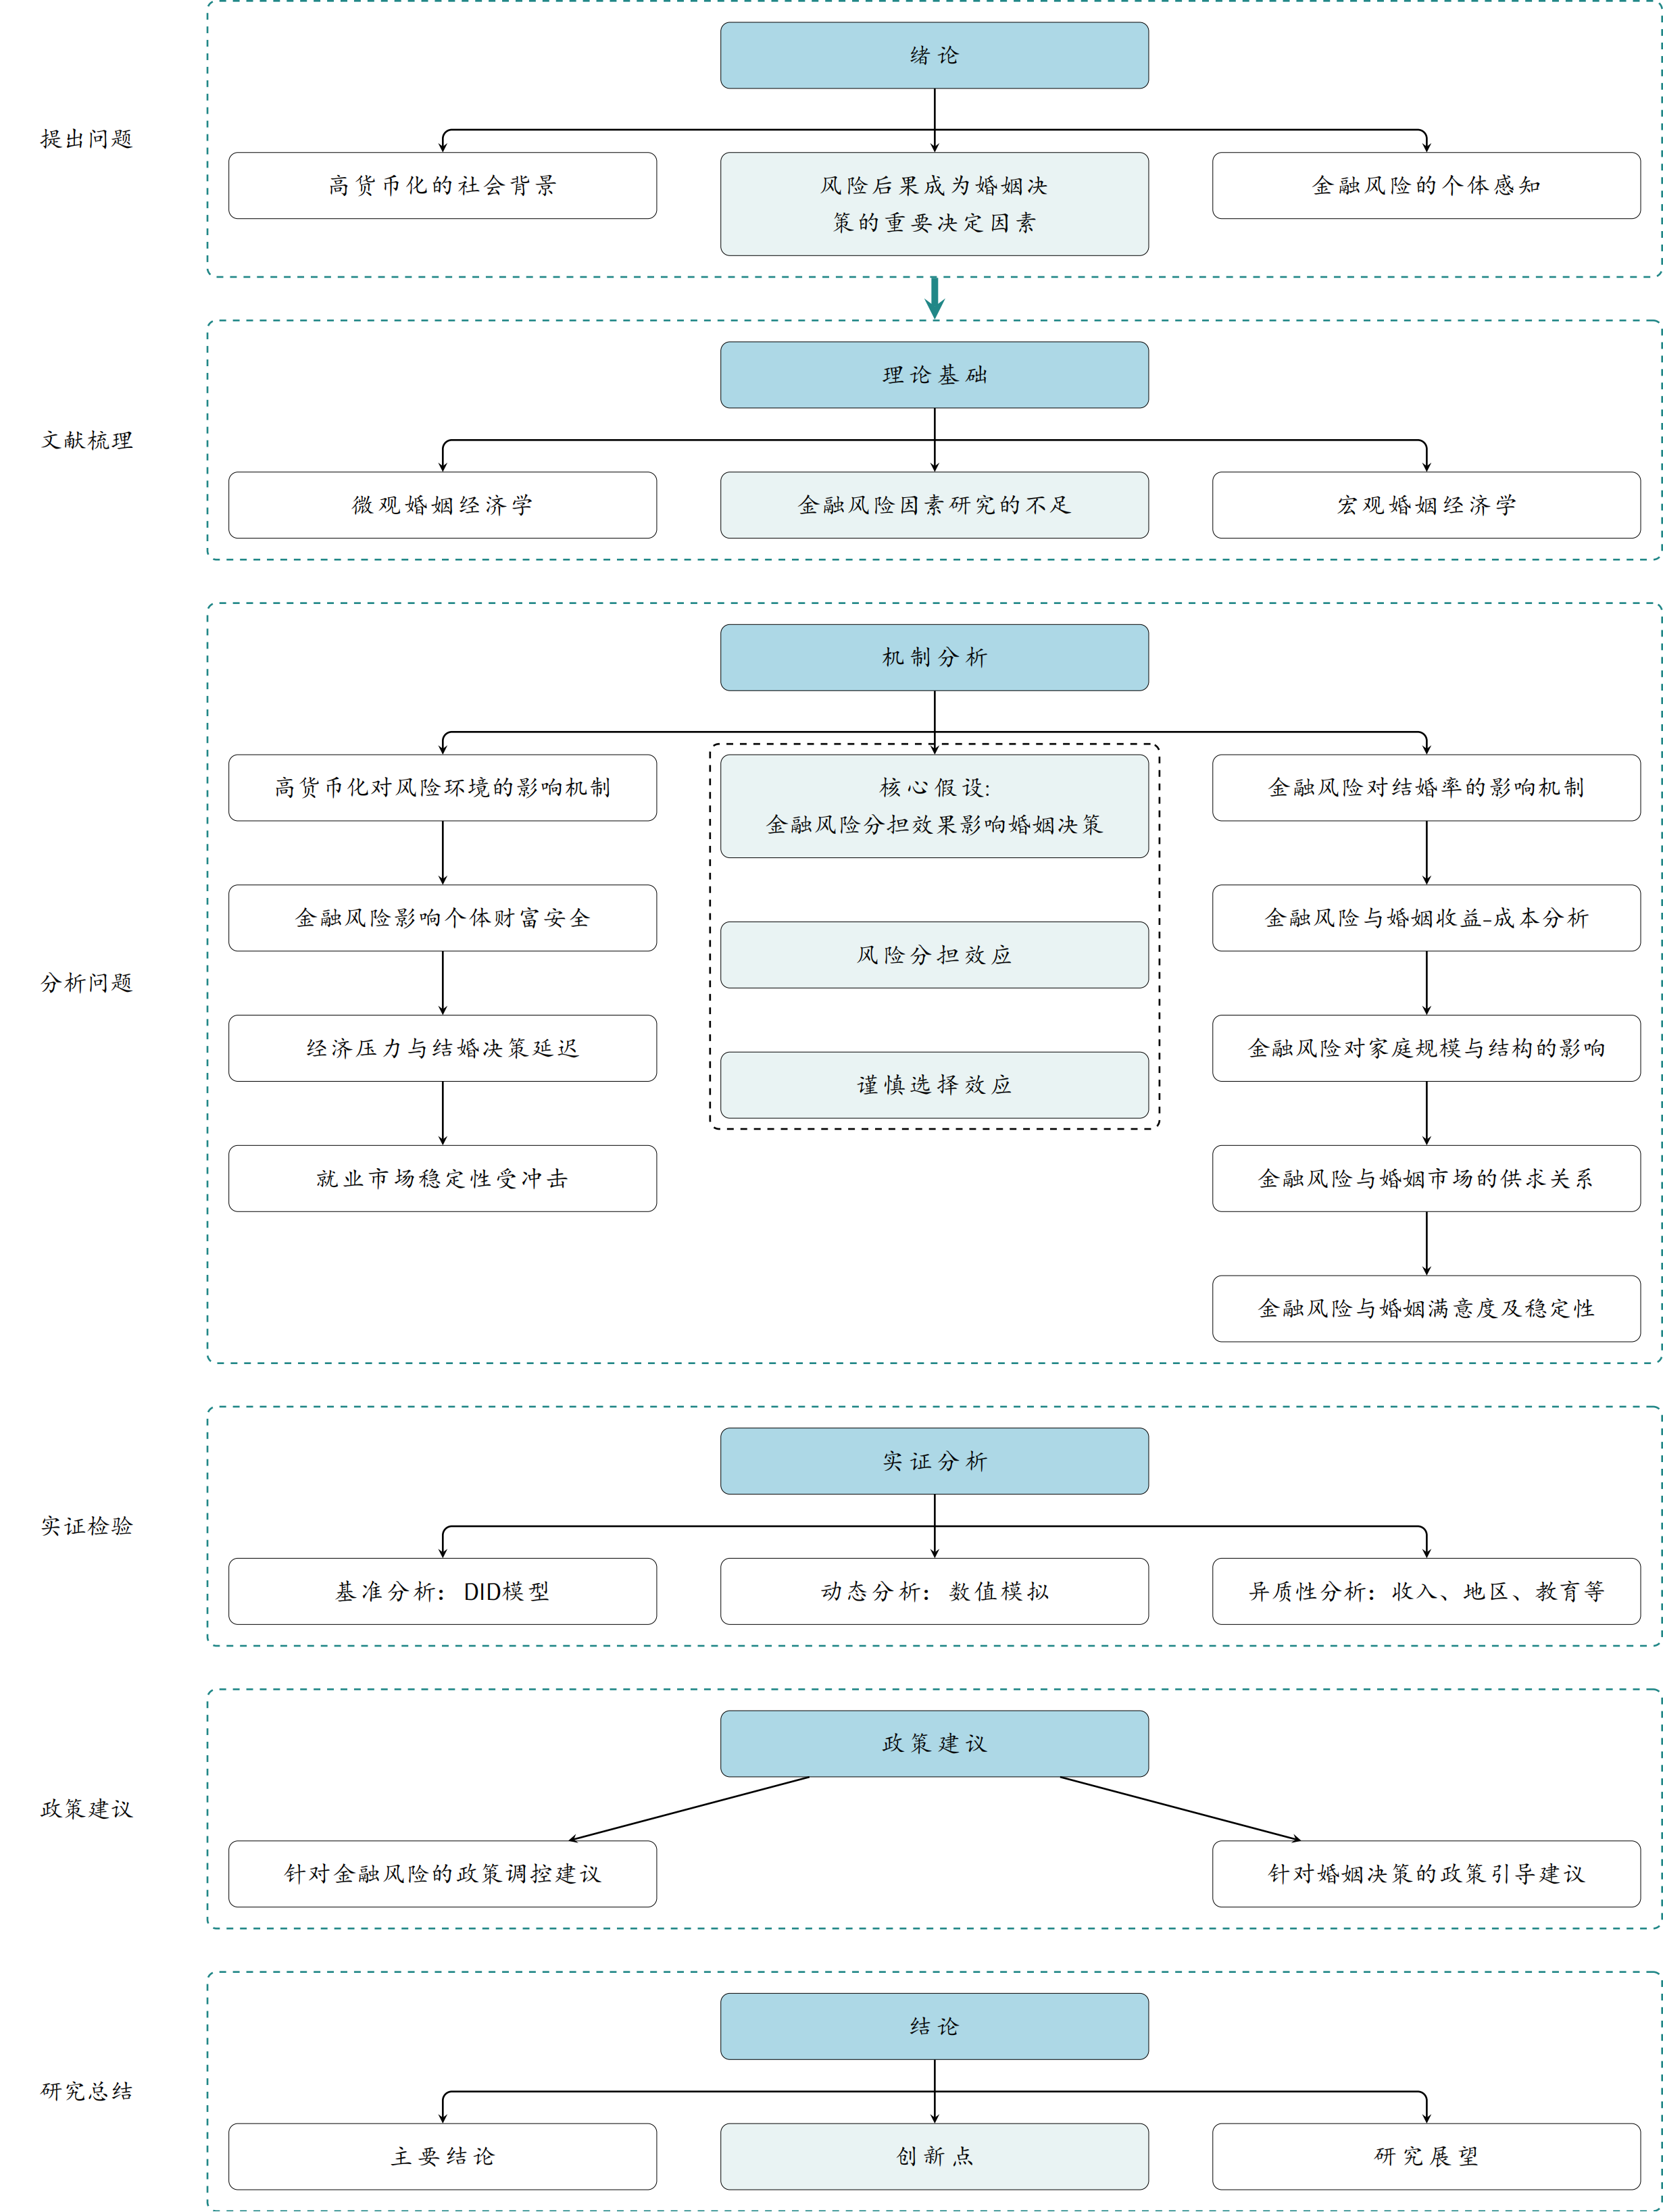 绪论
提出问题
高货币化的社会背景
风险后果成为婚姻决
策的重要决定因素
金融风险的个体感知
理论基础
文献梳理
微观婚姻经济学
金融风险因素研究的不足
宏观婚姻经济学
机制分析
高货币化对风险环境的影响机制
核心假设:
金融风险分担效果影响婚姻决策
金融风险对结婚率的影响机制
金融风险影响个体财富安全
风险分担效应
金融风险与婚姻收益-成本分析
分析问题
经济压力与结婚决策延迟
谨慎选择效应
金融风险对家庭规模与结构的影响
就业市场稳定性受冲击
金融风险与婚姻市场的供求关系
金融风险与婚姻满意度及稳定性
实证分析
实证检验
基准分析：DID模型
动态分析：数值模拟
异质性分析：收入、地区、教育等
政策建议
政策建议
针对金融风险的政策调控建议
针对婚姻决策的政策引导建议
结论
研究总结
主要结论
创新点
研究展望